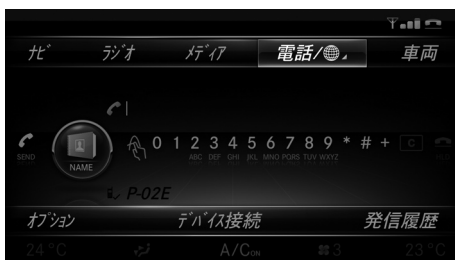 ナビ ラジオ メディア 電話/ 車両
0 1 2 3 4 5 6 7 8 9 * # + C
SEND ABC DEF GHI JKL MNO PQRS TUV WXYZ
NAME
P-02E
オプション デバイス接続 発信履歴
24°C A/C ON 3 23°C